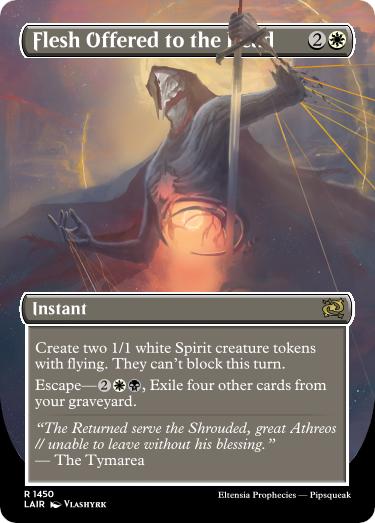 Flesh Offered to the Dead 2
Instant
Create two 1/1 white Spirit creature tokens
with flying. They can't block this turn.
Escape—2, Exile four other cards from
your graveyard.
"The Returned serve the Shrouded, great Athreos
// unable to leave without his blessing."
— The Tymarea
R 1450
LAIR Vlashyrk
Eltensia Prophecies — Pipsqueak